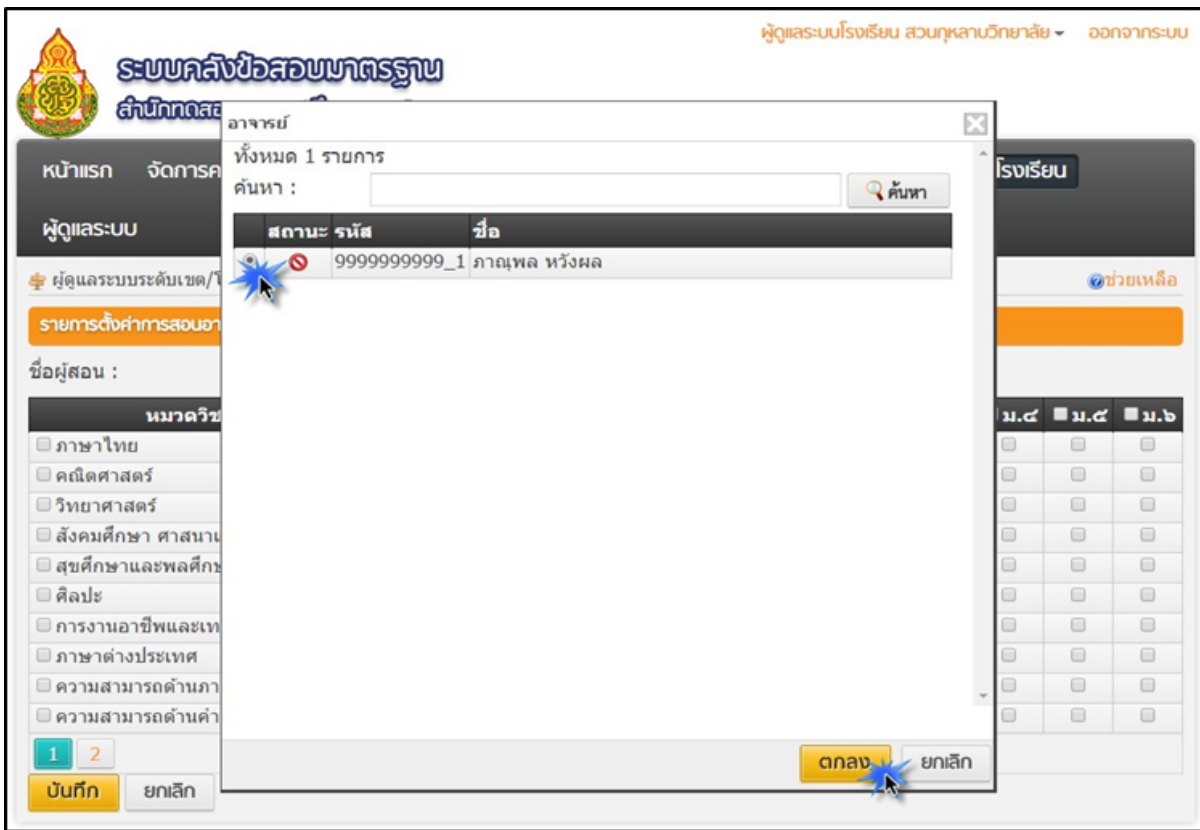 ผู้ดูแลระบบโรงเรียน สวนกุหลาบวิทยาลัย ออกจากระบบ
ระบบคลังข้อสอบมาตรฐาน
อาจารย์
ทั้งหมด 1 รายการ
หน้าแรก
ค้นหา :
ค้นหา
ผู้ดูแลระบบ
สถานะ รหัส ชื่อ
9999999999_1 ภาณุพล หวังผล
ช่วยเหลือ
ชื่อผู้สอน :
ม.๔ ม.๕ ม.๖
ภาษาไทย
คณิตศาสตร์
วิทยาศาสตร์
สังคมศึกษา
ศิลปะ
ภาษาต่างประเทศ
1 2
ตกลง ยกเลิก
บันทึก ยกเลิก